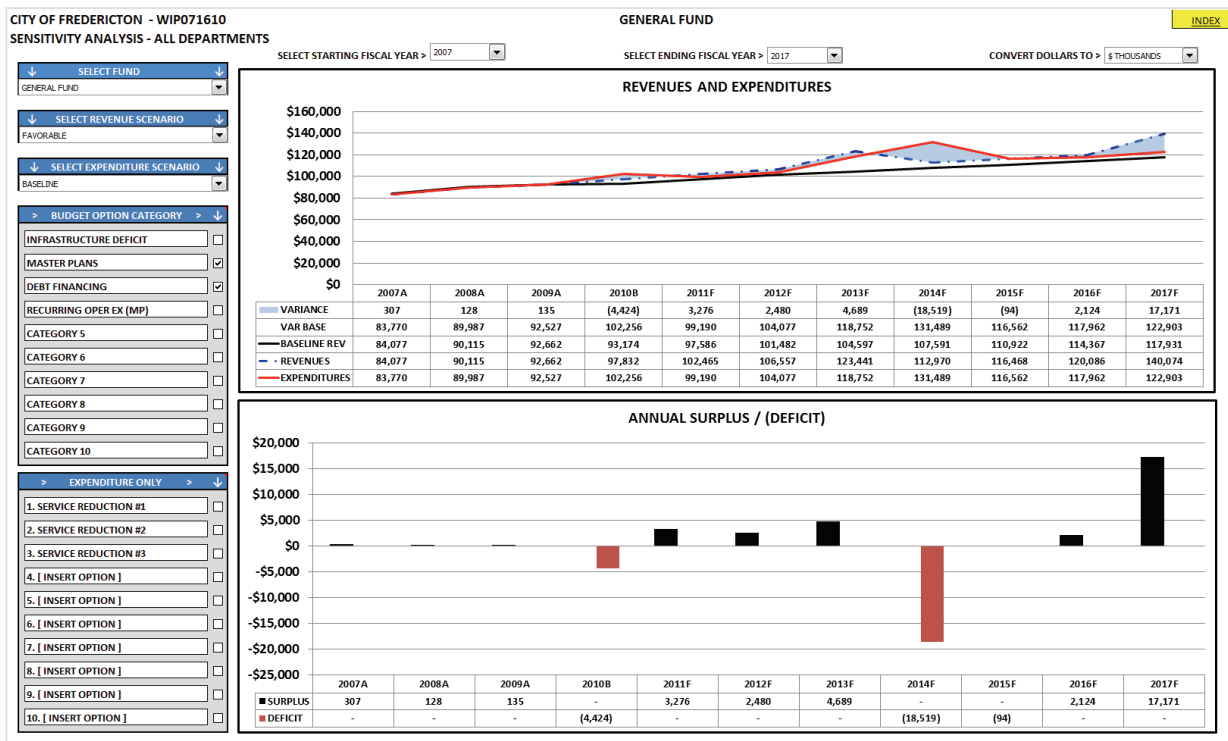 CITY OF FREDERICTON - WIP071610
GENERAL FUND
INDEX
SENSITIVITY ANALYSIS - ALL DEPARTMENTS
SELECT STARTING FISCAL YEAR > 2007
SELECT ENDING FISCAL YEAR > 2017
CONVERT DOLLARS TO > $ THOUSANDS
↓ SELECT FUND ↓
GENERAL FUND
↓ SELECT REVENUE SCENARIO ↓
FAVORABLE
↓ SELECT EXPENDITURE SCENARIO ↓
BASELINE
> BUDGET OPTION CATEGORY > ↓
INFRASTRUCTURE DEFICIT
MASTER PLANS
DEBT FINANCING
RECURRING OPER EX (MP)
CATEGORY 5
CATEGORY 6
CATEGORY 7
CATEGORY 8
CATEGORY 9
CATEGORY 10
> EXPENDITURE ONLY > ↓
1. SERVICE REDUCTION #1
2. SERVICE REDUCTION #2
3. SERVICE REDUCTION #3
4. [ INSERT OPTION ]
5. [ INSERT OPTION ]
6. [ INSERT OPTION ]
7. [ INSERT OPTION ]
8. [ INSERT OPTION ]
9. [ INSERT OPTION ]
10. [ INSERT OPTION ]
REVENUES AND EXPENDITURES
$160,000
$140,000
$120,000
$100,000
$80,000
$60,000
$40,000
$20,000
$0
2007A 2008A 2009A 2010B 2011F 2012F 2013F 2014F 2015F 2016F 2017F
VARIANCE 307 128 135 (4,424) 3,276 2,480 4,689 (18,519) (94) 2,124 17,171
VAR BASE 83,770 89,987 92,527 102,256 99,190 104,077 118,752 131,489 116,562 117,962 122,903
BASELINE REV 84,077 90,115 92,662 93,174 97,586 101,482 104,597 107,591 110,922 114,367 117,931
REVENUES 84,077 90,115 92,662 97,832 102,465 106,557 123,441 112,970 116,468 120,086 140,074
EXPENDITURES 83,770 89,987 92,527 102,256 99,190 104,077 118,752 131,489 116,562 117,962 122,903
ANNUAL SURPLUS / (DEFICIT)
$20,000
$15,000
$10,000
$5,000
$0
-$5,000
-$10,000
-$15,000
-$20,000
-$25,000
2007A 2008A 2009A 2010B 2011F 2012F 2013F 2014F 2015F 2016F 2017F
SURPLUS 307 128 135 - 3,276 2,480 4,689 - - 2,124 17,171
DEFICIT - - - (4,424) - - - (18,519) (94) - -